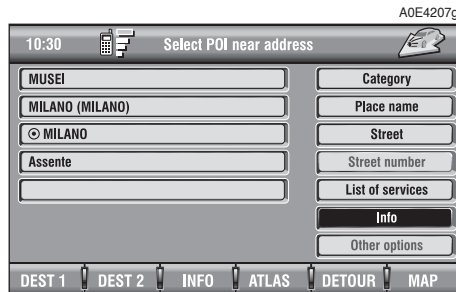 A0E4207g
10:30 Select POI near address
MUSEI
MILANO (MILANO)
MILANO
Assente
Category
Place name
Street
Street number
List of services
Info
Other options
DEST 1 DEST 2 INFO ATLAS DETOUR MAP